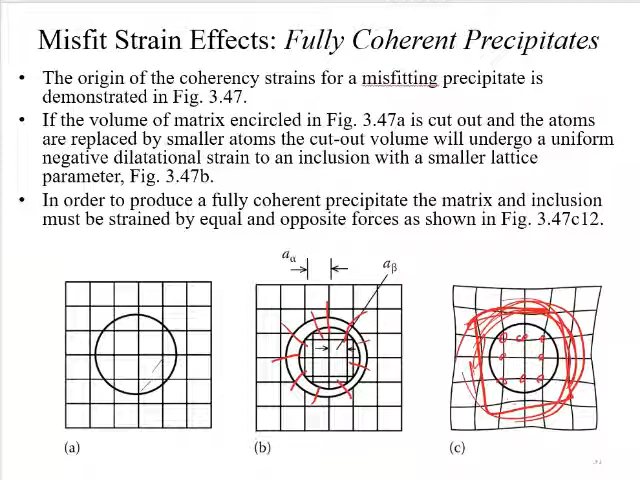 Misfit Strain Effects: Fully Coherent Precipitates
• The origin of the coherency strains for a misfitting precipitate is
demonstrated in Fig. 3.47.
• If the volume of matrix encircled in Fig. 3.47a is cut out and the atoms
are replaced by smaller atoms the cut-out volume will undergo a uniform
negative dilatational strain to an inclusion with a smaller lattice
parameter, Fig. 3.47b.
• In order to produce a fully coherent precipitate the matrix and inclusion
must be strained by equal and opposite forces as shown in Fig. 3.47c12.
aα
aβ
(a)
(b)
(c)